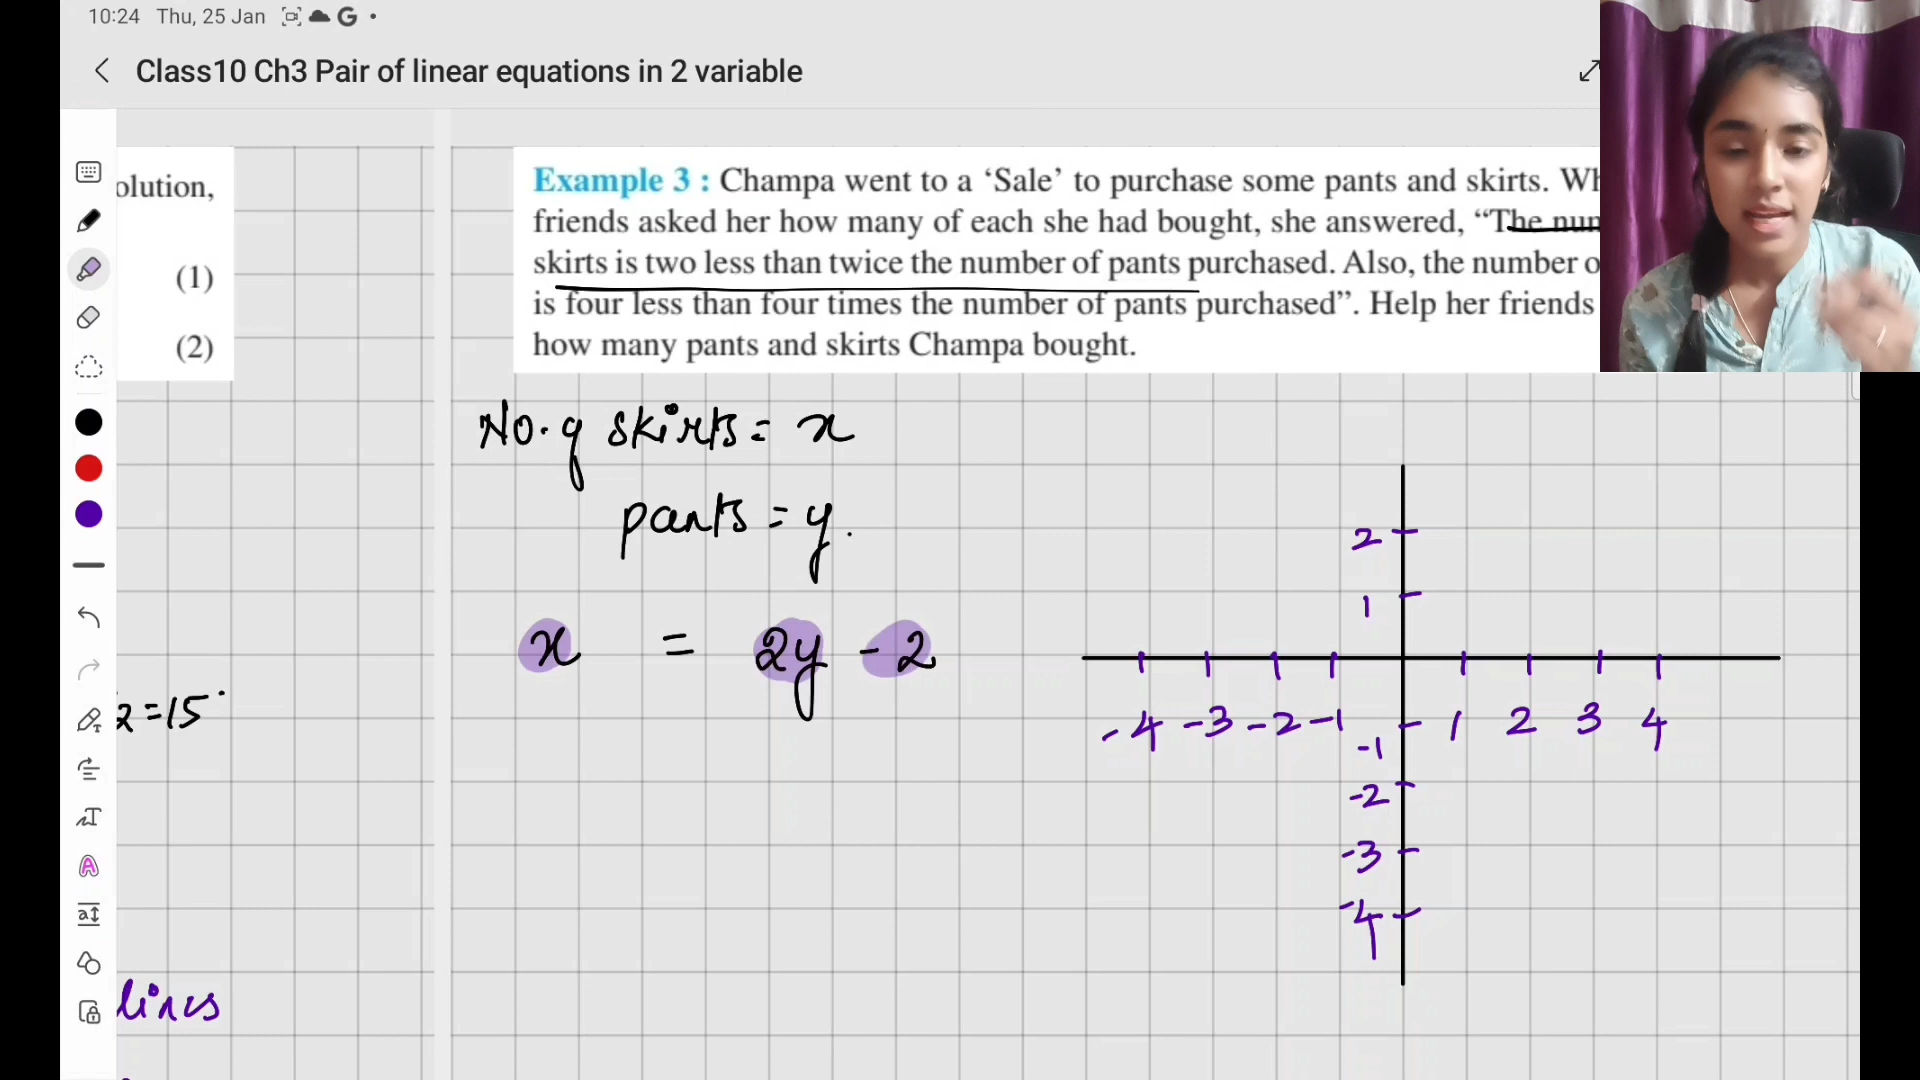 10:24 Thu, 25 Jan
Class10 Ch3 Pair of linear equations in 2 variable
olution,
(1)
(2)
Example 3 : Champa went to a ‘Sale’ to purchase some pants and skirts. Wh
friends asked her how many of each she had bought, she answered, “The num
skirts is two less than twice the number of pants purchased. Also, the number o
is four less than four times the number of pants purchased”. Help her friends
how many pants and skirts Champa bought.
No. of skirts = x
pants = y.
x = 2y - 2
2 = 15
lines
2
1
-4 -3 -2 -1 1 2 3 4
-1
-2
-3
-4